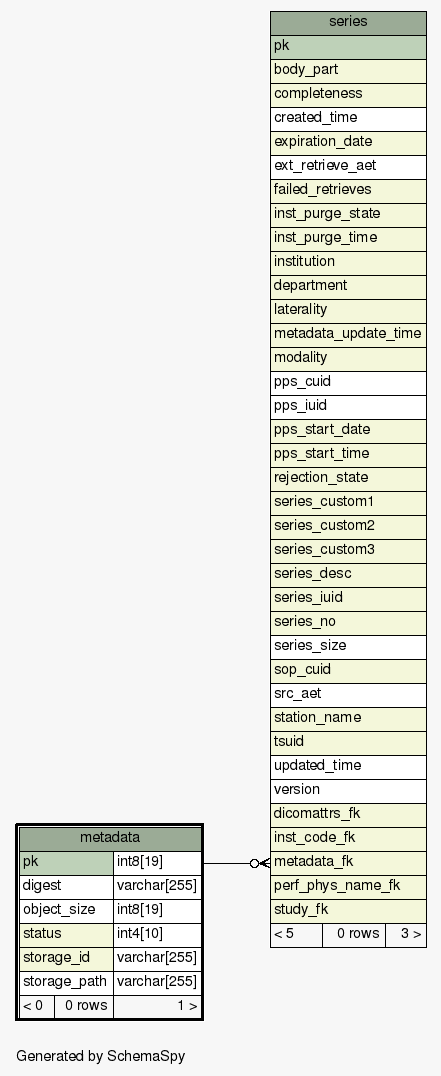 series
pk
body_part
completeness
created_time
expiration_date
ext_retrieve_aet
failed_retrieves
inst_purge_state
inst_purge_time
institution
department
laterality
metadata_update_time
modality
pps_cuid
pps_iuid
pps_start_date
pps_start_time
rejection_state
series_custom1
series_custom2
series_custom3
series_desc
series_iuid
series_no
series_size
sop_cuid
src_aet
station_name
tsuid
updated_time
version
dicomattrs_fk
inst_code_fk
metadata_fk
perf_phys_name_fk
study_fk
< 5 0 rows 3 >
metadata
pk int8[19]
digest varchar[255]
object_size int8[19]
status int4[10]
storage_id varchar[255]
storage_path varchar[255]
< 0 0 rows 1 >
Generated by SchemaSpy